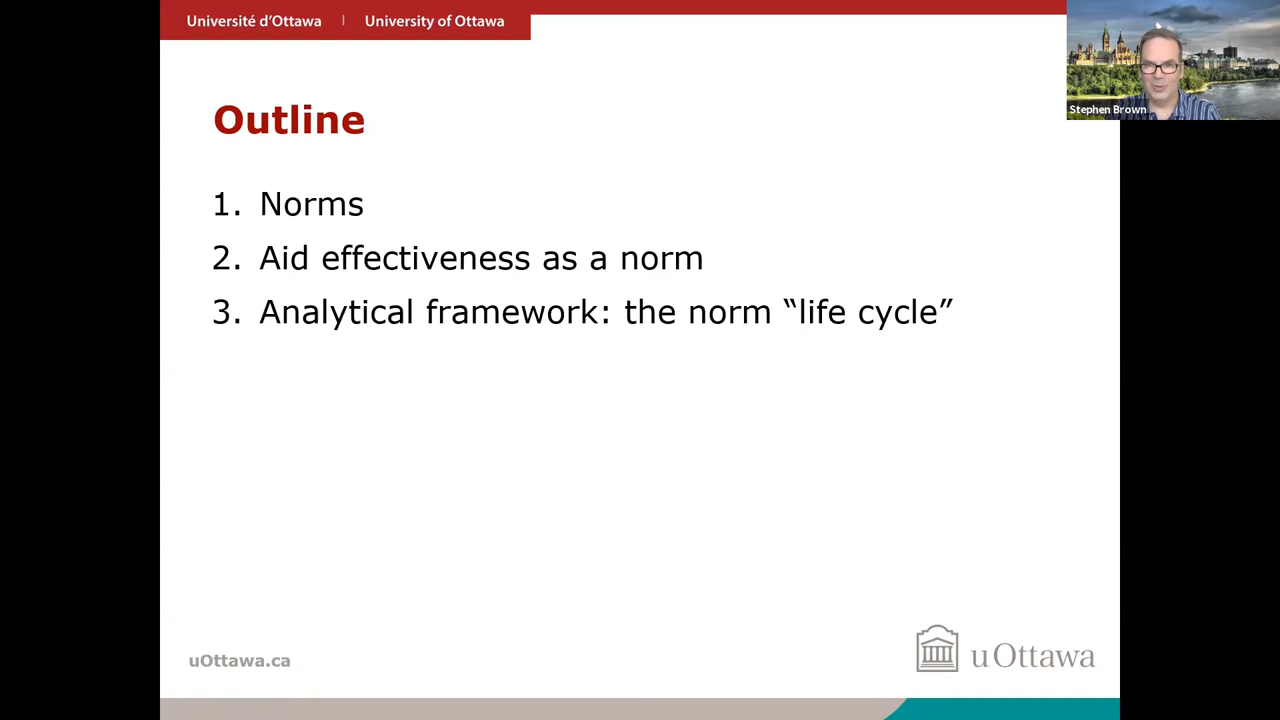 Université d'Ottawa | University of Ottawa
Stephen Brown
Outline
1. Norms
2. Aid effectiveness as a norm
3. Analytical framework: the norm “life cycle”
uOttawa.ca
uOttawa